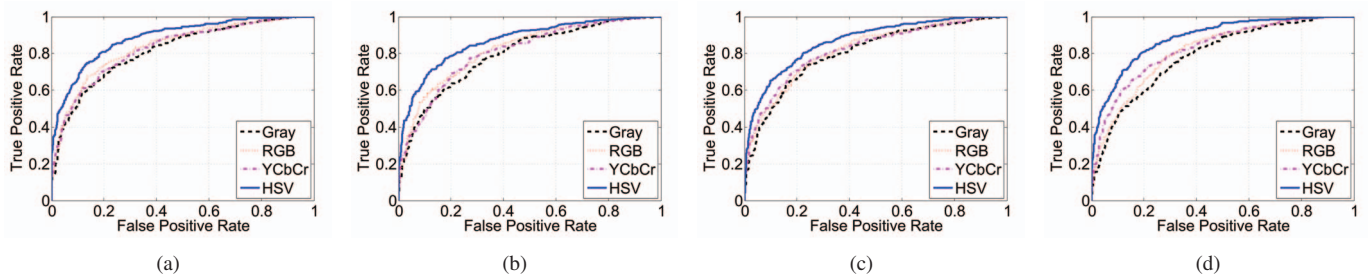 True Positive Rate
1
0.8
0.6
0.4
0.2
0
0 0.2 0.4 0.6 0.8 1
False Positive Rate
Gray
RGB
YCbCr
HSV
(a)
True Positive Rate
1
0.8
0.6
0.4
0.2
0
0 0.2 0.4 0.6 0.8 1
False Positive Rate
Gray
RGB
YCbCr
HSV
(b)
True Positive Rate
1
0.8
0.6
0.4
0.2
0
0 0.2 0.4 0.6 0.8 1
False Positive Rate
Gray
RGB
YCbCr
HSV
(c)
True Positive Rate
1
0.8
0.6
0.4
0.2
0
0 0.2 0.4 0.6 0.8 1
False Positive Rate
Gray
RGB
YCbCr
HSV
(d)